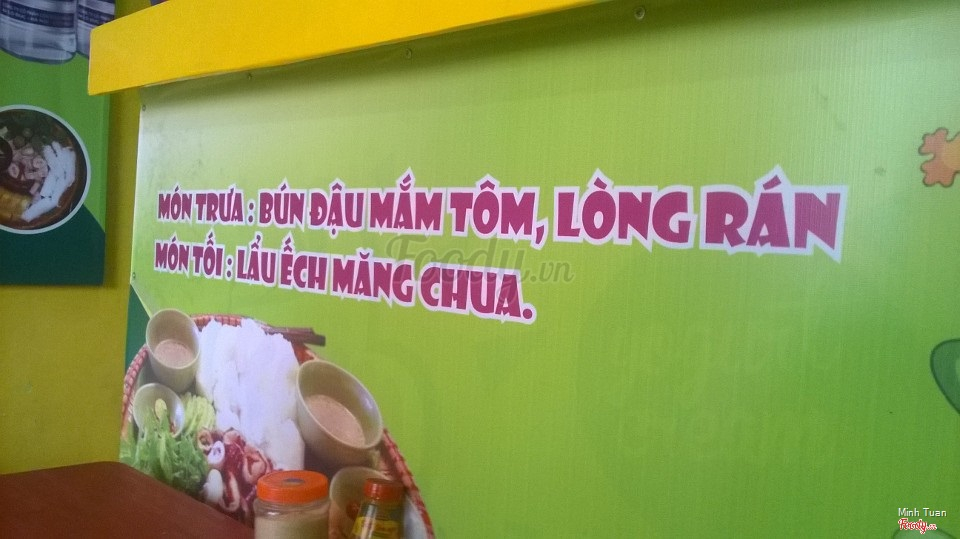 MÓN TRƯA : BÚN ĐẬU MẮM TÔM, LÒNG RÁN
MÓN TỐI : LẨU ẾCH MĂNG CHUA.
Foody.vn
Minh Tuan
Foody.vn